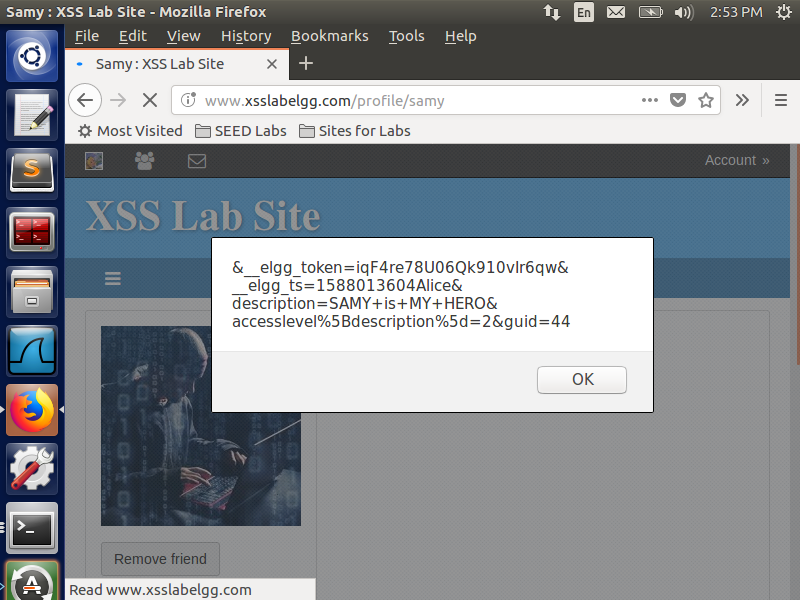 Samy : XSS Lab Site - Mozilla Firefox
En
2:53 PM
File Edit View History Bookmarks Tools Help
Samy : XSS Lab Site
www.xsslabelgg.com/profile/samy
Most Visited SEED Labs Sites for Labs
Account »
XSS Lab Site
&__elgg_token=iqF4re78U06Qk910vIr6qw&
__elgg_ts=1588013604Alice&
description=SAMY+is+MY+HERO&
accesslevel%5Bdescription%5d=2&guid=44
OK
Remove friend
Read www.xsslabelgg.com